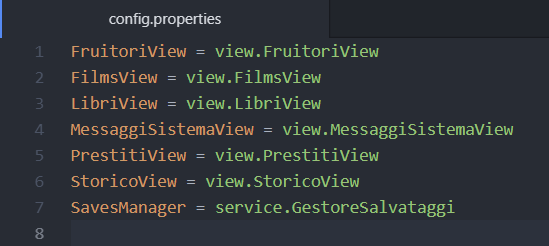 config.properties
1 FruitoriView = view.FruitoriView
2 FilmsView = view.FilmsView
3 LibriView = view.LibriView
4 MessaggiSistemaView = view.MessaggiSistemaView
5 PrestitiView = view.PrestitiView
6 StoricoView = view.StoricoView
7 SavesManager = service.GestoreSalvataggi
8